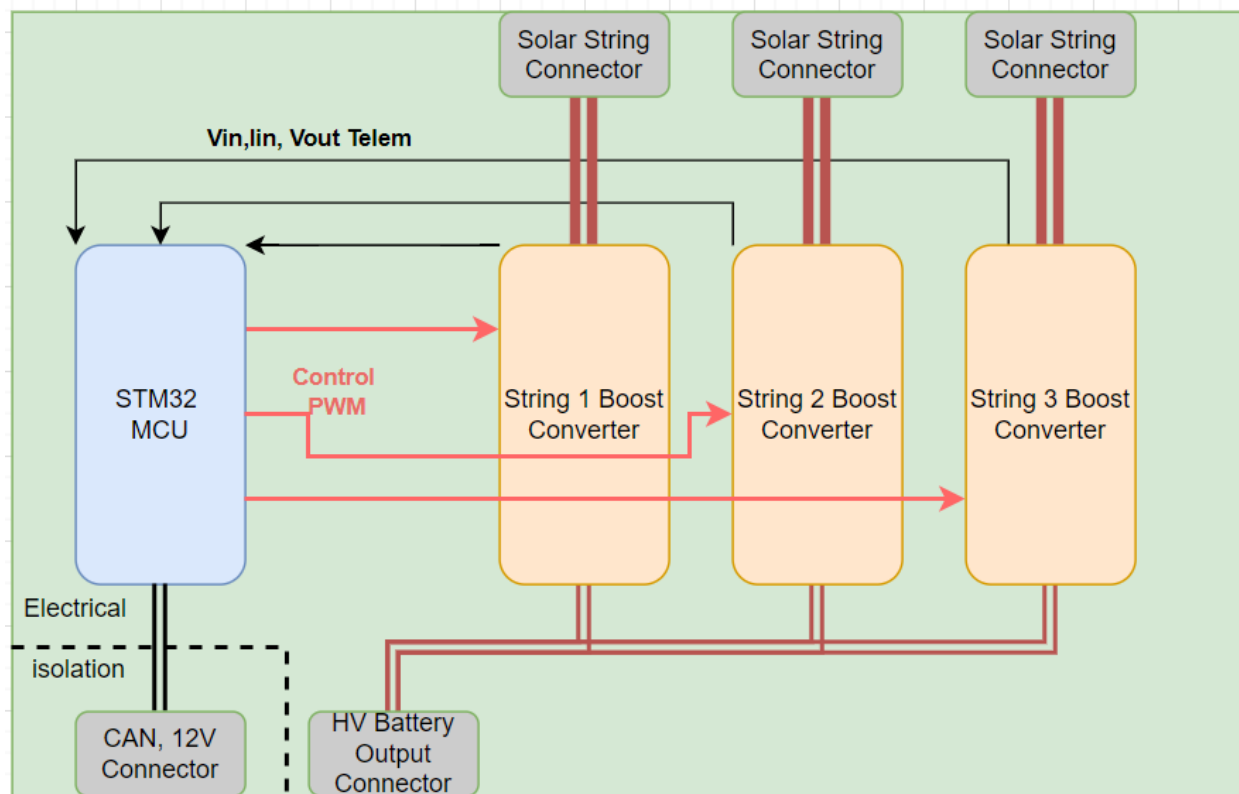 Solar String
Connector
Solar String
Connector
Solar String
Connector
Vin,Iin, Vout Telem
Control
PWM
STM32
MCU
String 1 Boost
Converter
String 2 Boost
Converter
String 3 Boost
Converter
Electrical
isolation
CAN, 12V
Connector
HV Battery
Output
Connector